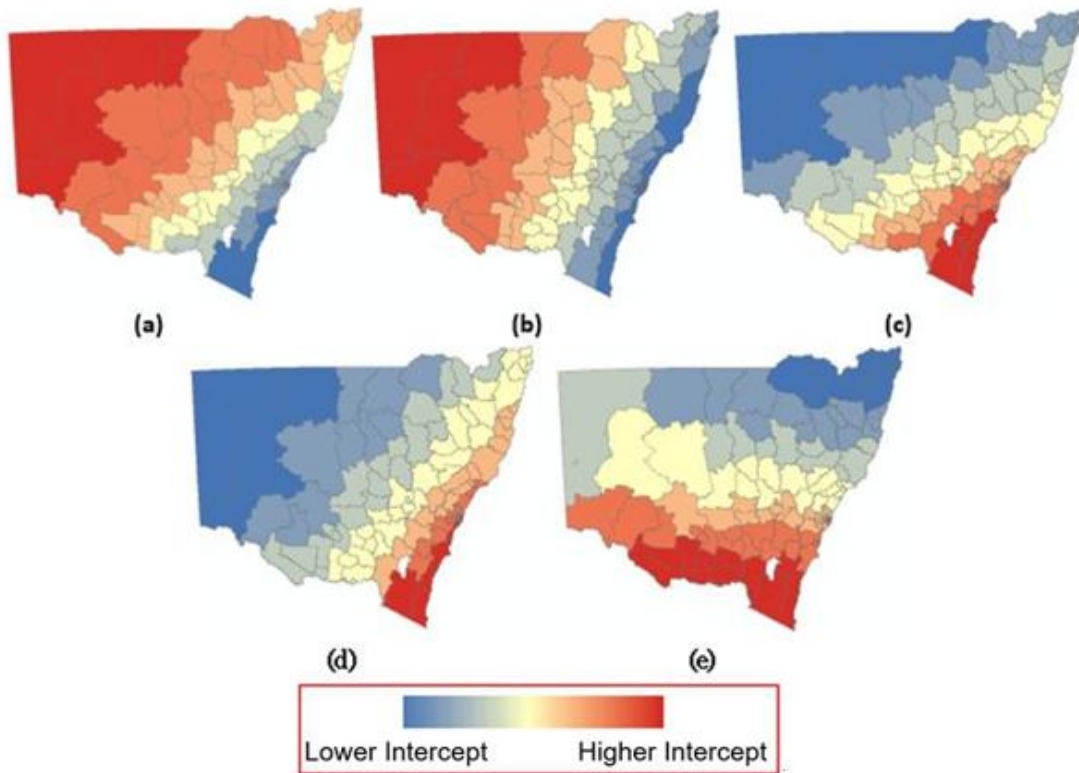 (a)
(b)
(c)
(d)
(e)
Lower Intercept
Higher Intercept